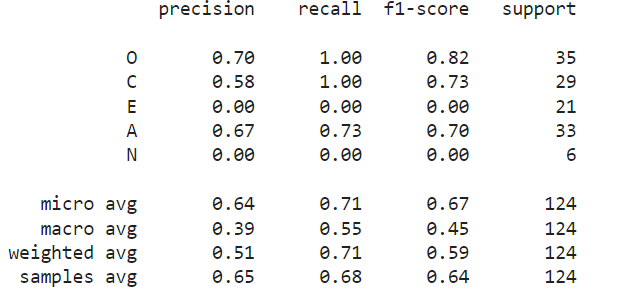 precision recall f1-score support
O 0.70 1.00 0.82 35
C 0.58 1.00 0.73 29
E 0.00 0.00 0.00 21
A 0.67 0.73 0.70 33
N 0.00 0.00 0.00 6
micro avg 0.64 0.71 0.67 124
macro avg 0.39 0.55 0.45 124
weighted avg 0.51 0.71 0.59 124
samples avg 0.65 0.68 0.64 124